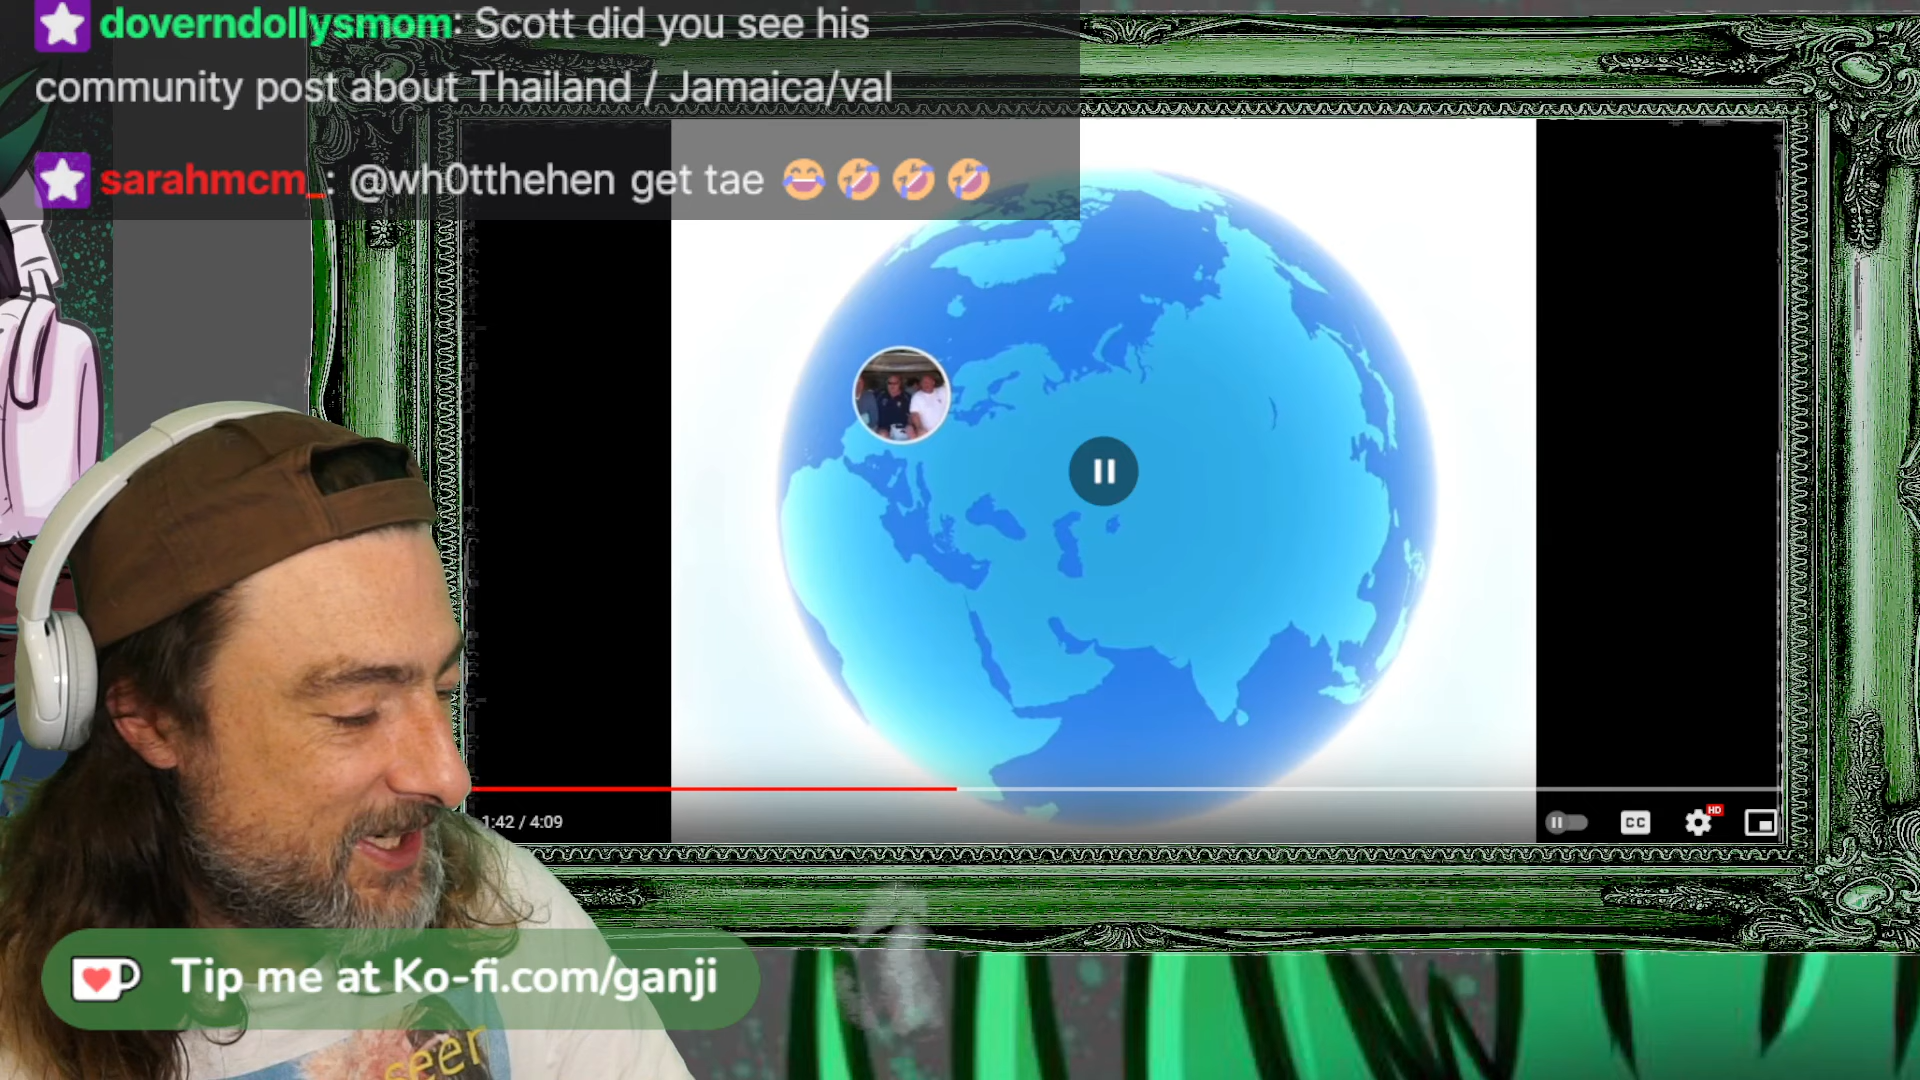 doverndollysmom: Scott did you see his
community post about Thailand / Jamaica/val
sarahmcm_: @wh0tthehen get tae 😂🤣🤣🤣
1:42 / 4:09
CC
HD
Tip me at Ko-fi.com/ganji
seer